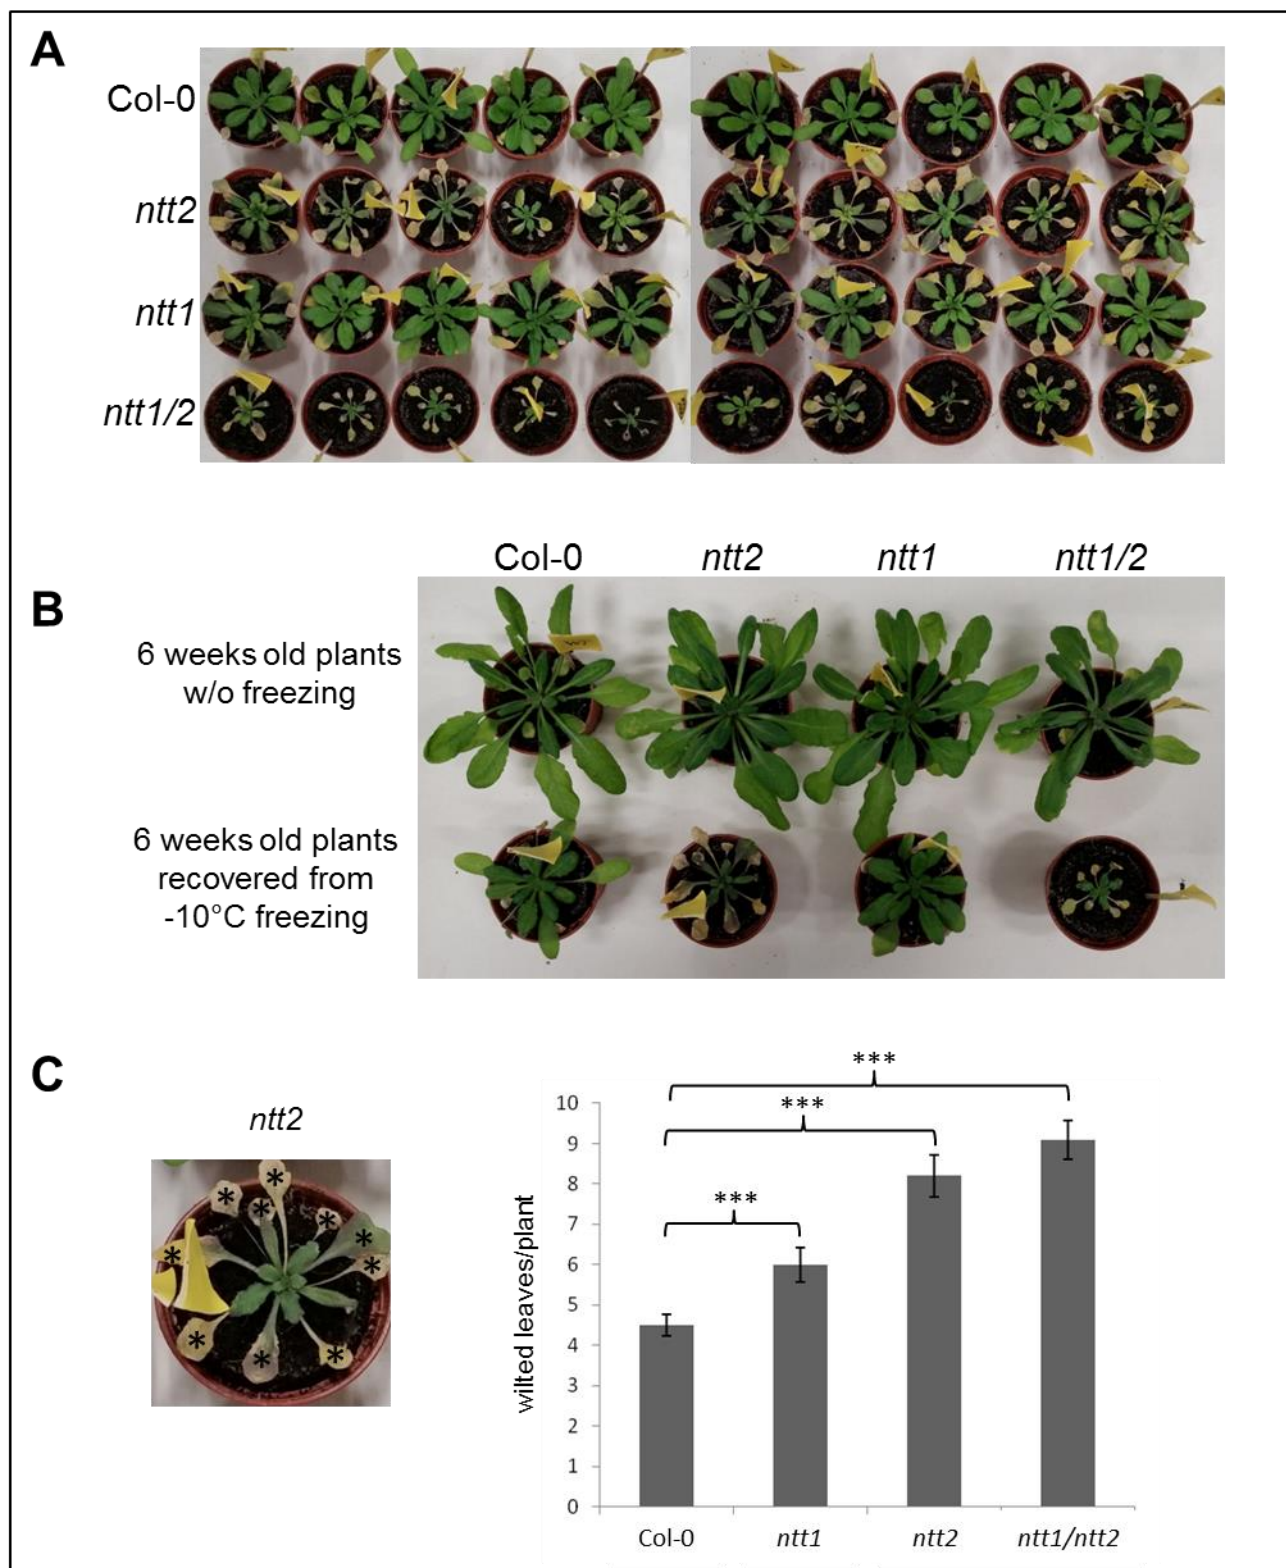 A
Col-0
ntt2
ntt1
ntt1/2
B
Col-0 ntt2 ntt1 ntt1/2
6 weeks old plants
w/o freezing
6 weeks old plants
recovered from
-10°C freezing
C
ntt2
* * * * * * * * * *
***
***
***
wilted leaves/plant
10
9
8
7
6
5
4
3
2
1
0
Col-0 ntt1 ntt2 ntt1/ntt2